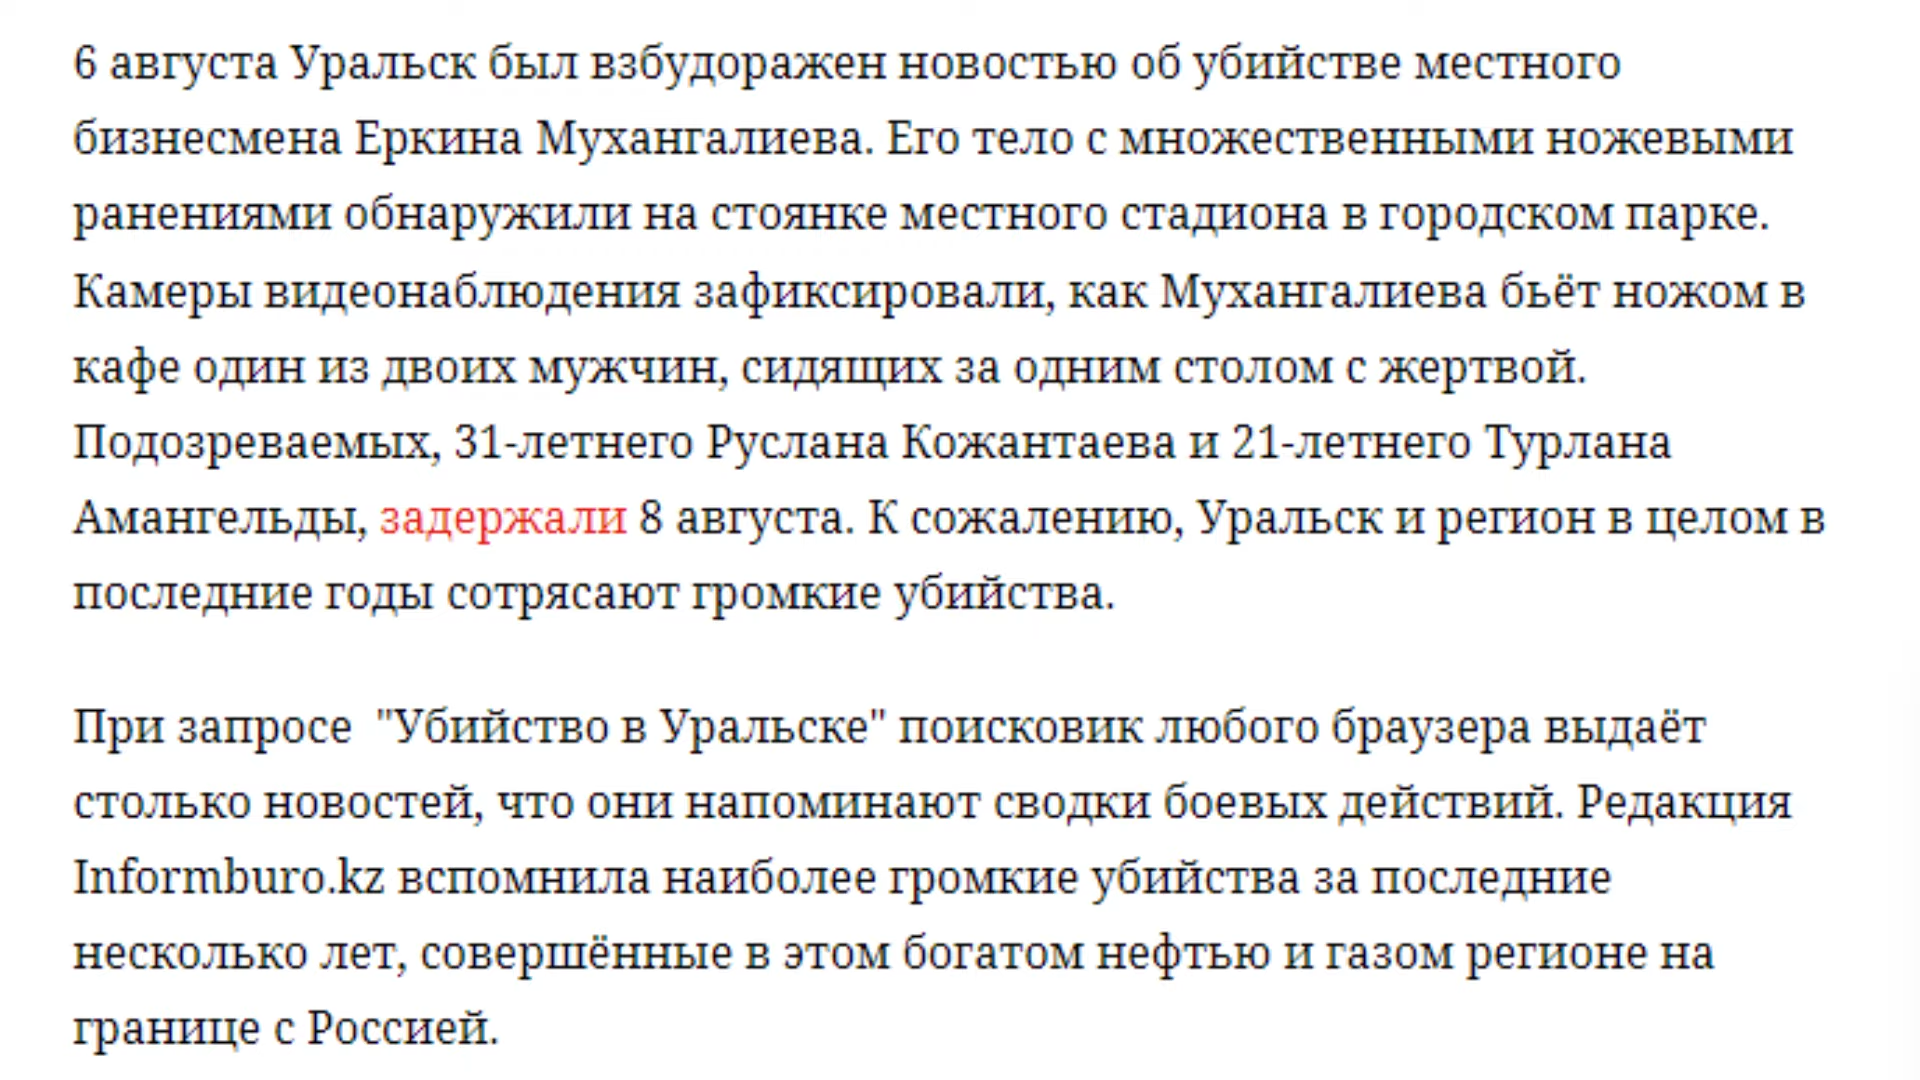 6 августа Уральск был взбудоражен новостью об убийстве местного
бизнесмена Еркина Мухангалиева. Его тело с множественными ножевыми
ранениями обнаружили на стоянке местного стадиона в городском парке.
Камеры видеонаблюдения зафиксировали, как Мухангалиева бьёт ножом в
кафе один из двоих мужчин, сидящих за одним столом с жертвой.
Подозреваемых, 31-летнего Руслана Кожантаева и 21-летнего Турлана
Амангельды, задержали 8 августа. К сожалению, Уральск и регион в целом в
последние годы сотрясают громкие убийства.
При запросе "Убийство в Уральске" поисковик любого браузера выдаёт
столько новостей, что они напоминают сводки боевых действий. Редакция
Informburo.kz вспомнила наиболее громкие убийства за последние
несколько лет, совершённые в этом богатом нефтью и газом регионе на
границе с Россией.